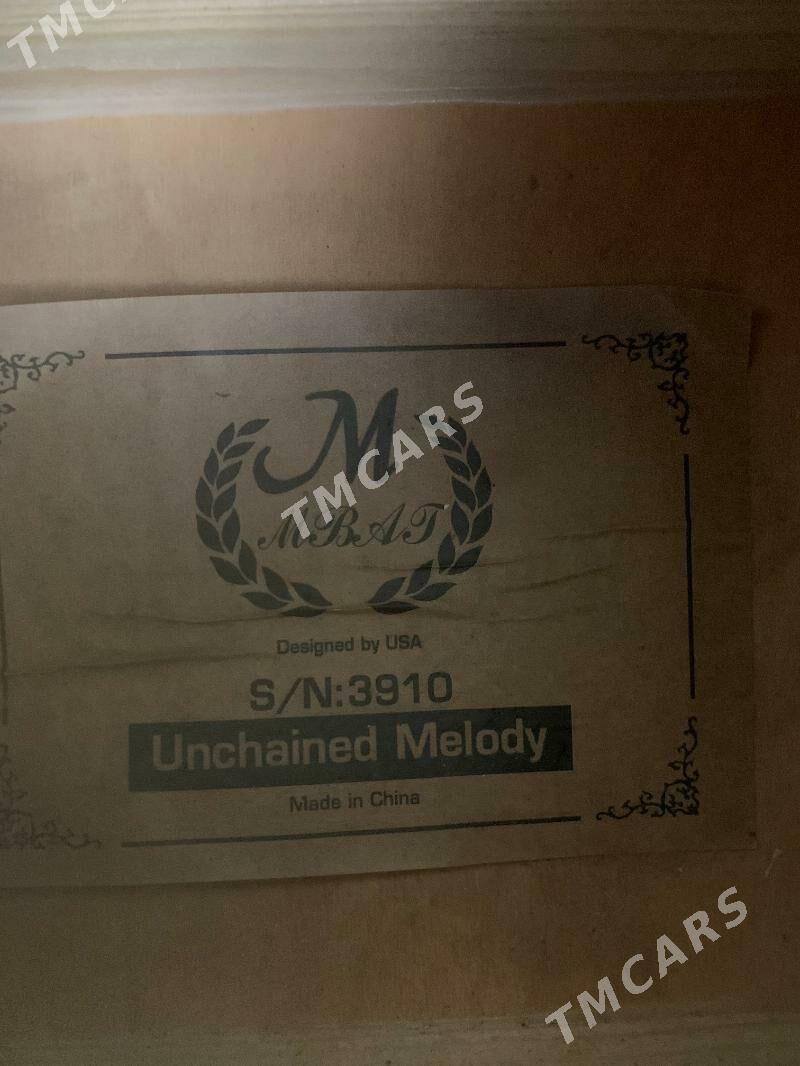 TMCARS
M
TMCARS
MBAT
Designed by USA
S/N:3910
Unchained Melody
Made in China
TMCARS